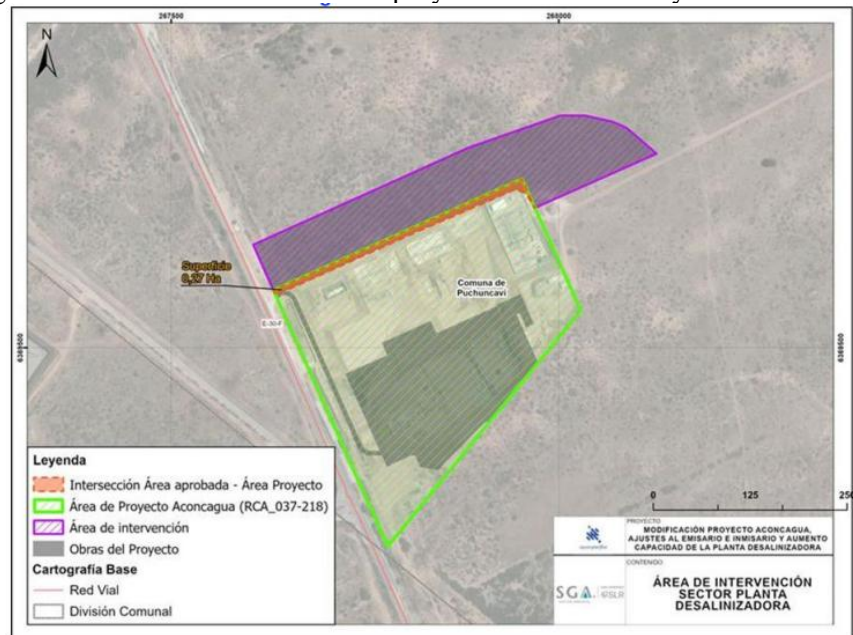 267500
268000
N
Superficie
0,27 Ha
Comuna de
Puchuncaví
E-30-F
6369500
6369500
Leyenda
Intersección Área aprobada - Área Proyecto
Área de Proyecto Aconcagua (RCA_037-218)
Área de intervención
Obras del Proyecto
Cartografía Base
Red Vial
División Comunal
0 125 250
PROYECTO
MODIFICACIÓN PROYECTO ACONCAGUA,
AJUSTES AL EMISARIO E INMISARIO Y AUMENTO
CAPACIDAD DE LA PLANTA DESALINIZADORA
CONTENIDO
SGA
SLR
ÁREA DE INTERVENCIÓN
SECTOR PLANTA
DESALINIZADORA